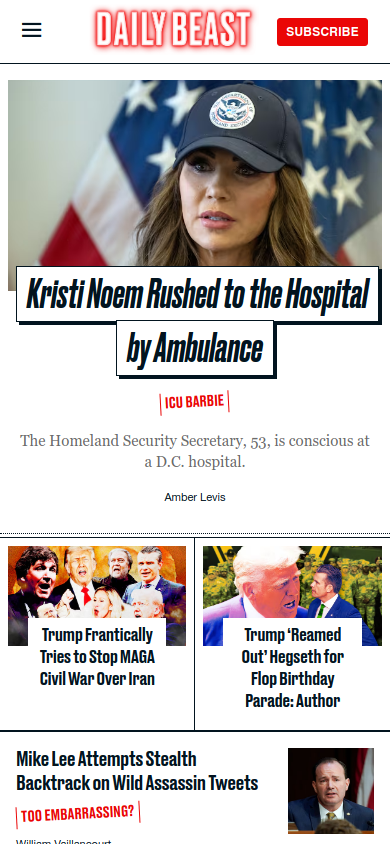 DAILY BEAST
SUBSCRIBE
Kristi Noem Rushed to the Hospital
by Ambulance
ICU BARBIE
The Homeland Security Secretary, 53, is conscious at
a D.C. hospital.
Amber Levis
Trump Frantically
Tries to Stop MAGA
Civil War Over Iran
Trump ‘Reamed
Out’ Hegseth for
Flop Birthday
Parade: Author
Mike Lee Attempts Stealth
Backtrack on Wild Assassin Tweets
TOO EMBARRASSING?
William Vaillancourt